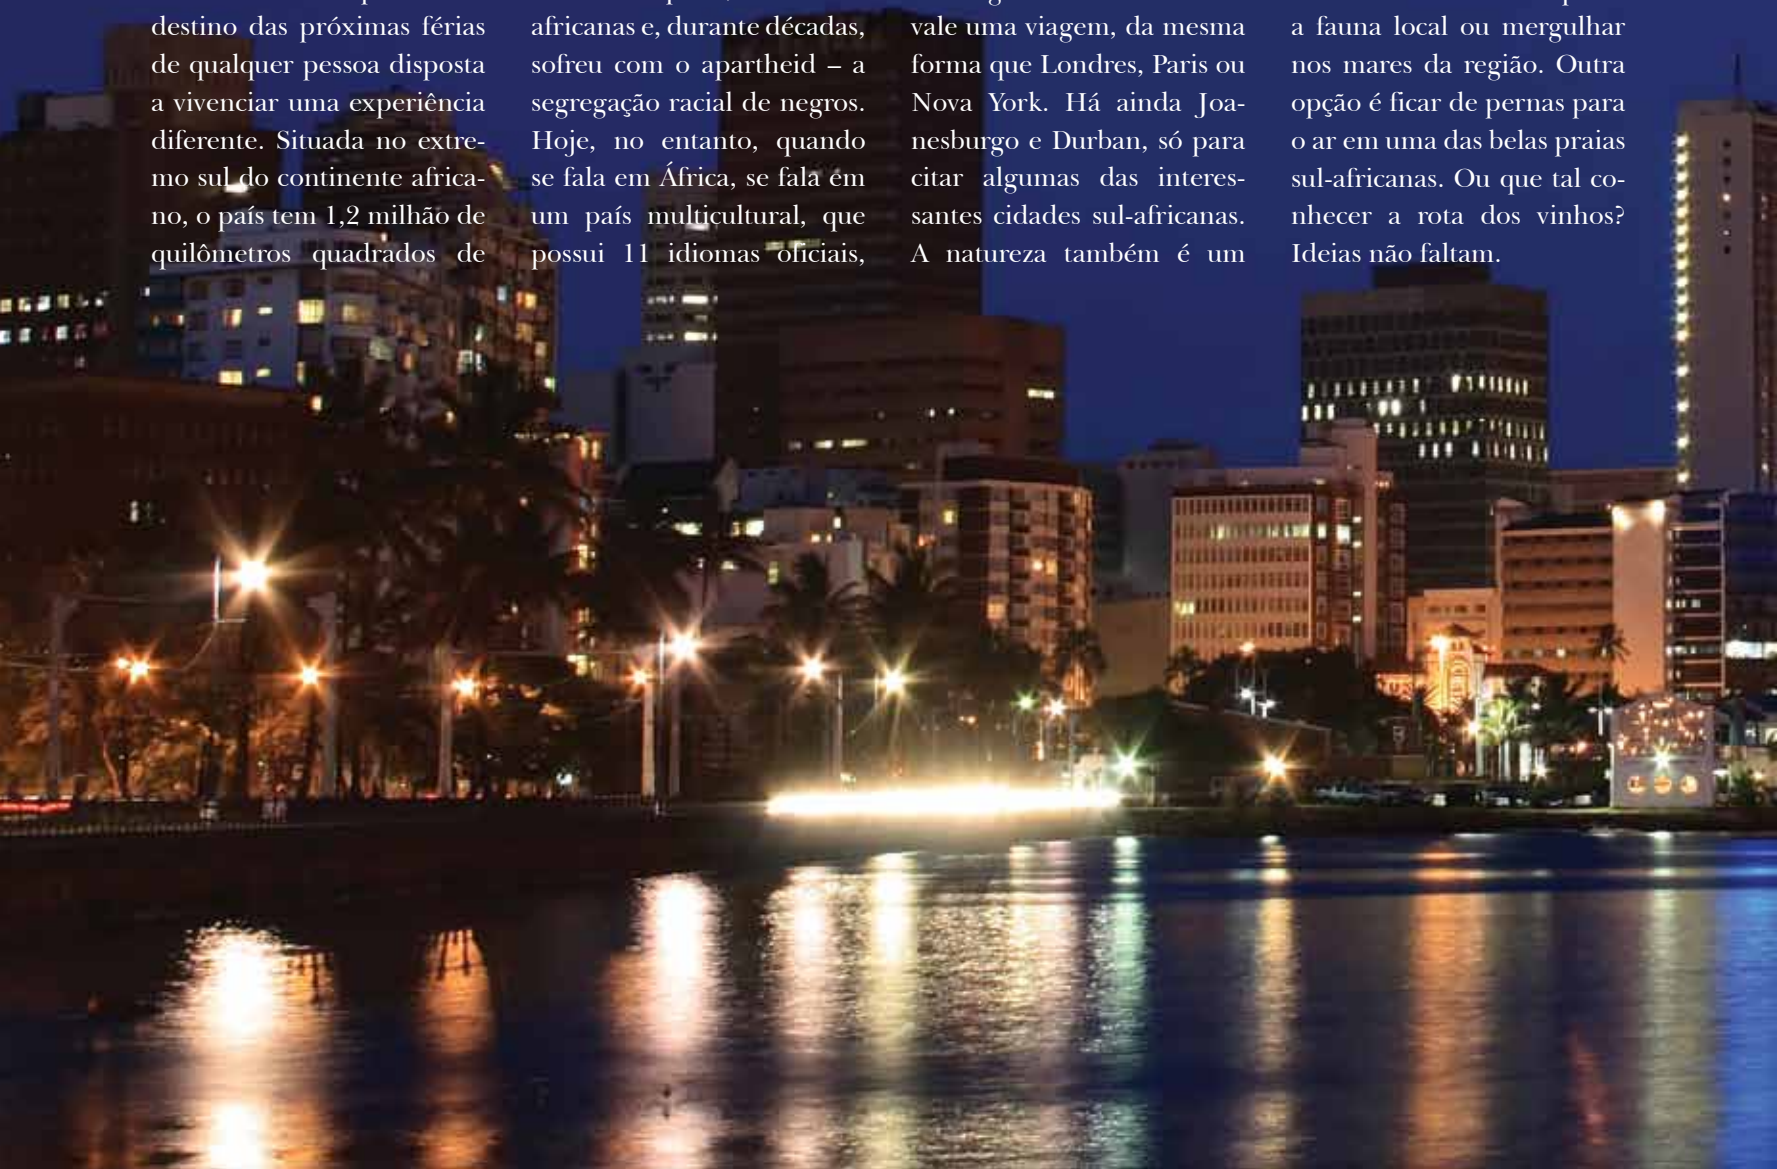 destino das próximas férias
de qualquer pessoa disposta
a vivenciar uma experiência
diferente. Situada no extre-
mo sul do continente africa-
no, o país tem 1,2 milhão de
quilômetros quadrados de
africanas e, durante décadas,
sofreu com o apartheid – a
segregação racial de negros.
Hoje, no entanto, quando
se fala em África, se fala em
um país multicultural, que
possui 11 idiomas oficiais,
vale uma viagem, da mesma
forma que Londres, Paris ou
Nova York. Há ainda Joa-
nesburgo e Durban, só para
citar algumas das interes-
santes cidades sul-africanas.
A natureza também é um
a fauna local ou mergulhar
nos mares da região. Outra
opção é ficar de pernas para
o ar em uma das belas praias
sul-africanas. Ou que tal co-
nhecer a rota dos vinhos?
Ideias não faltam.